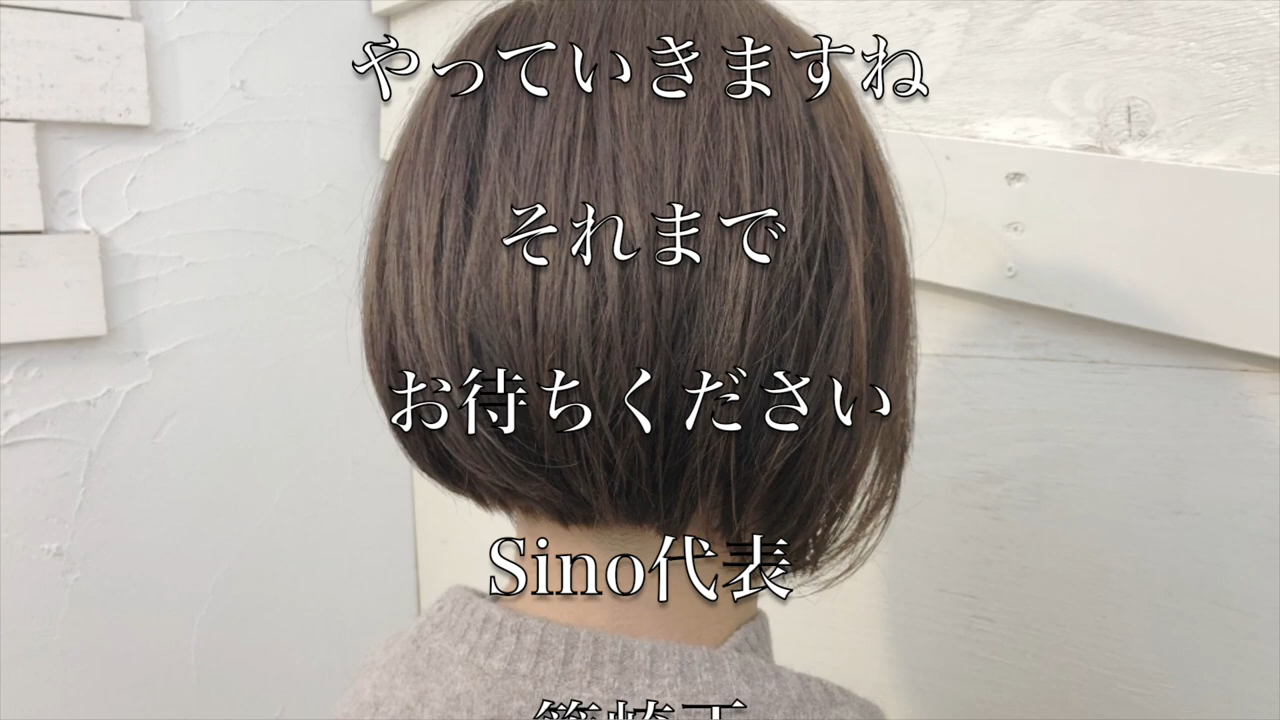 やっていきますね
それまで
お待ちください
Sino代表